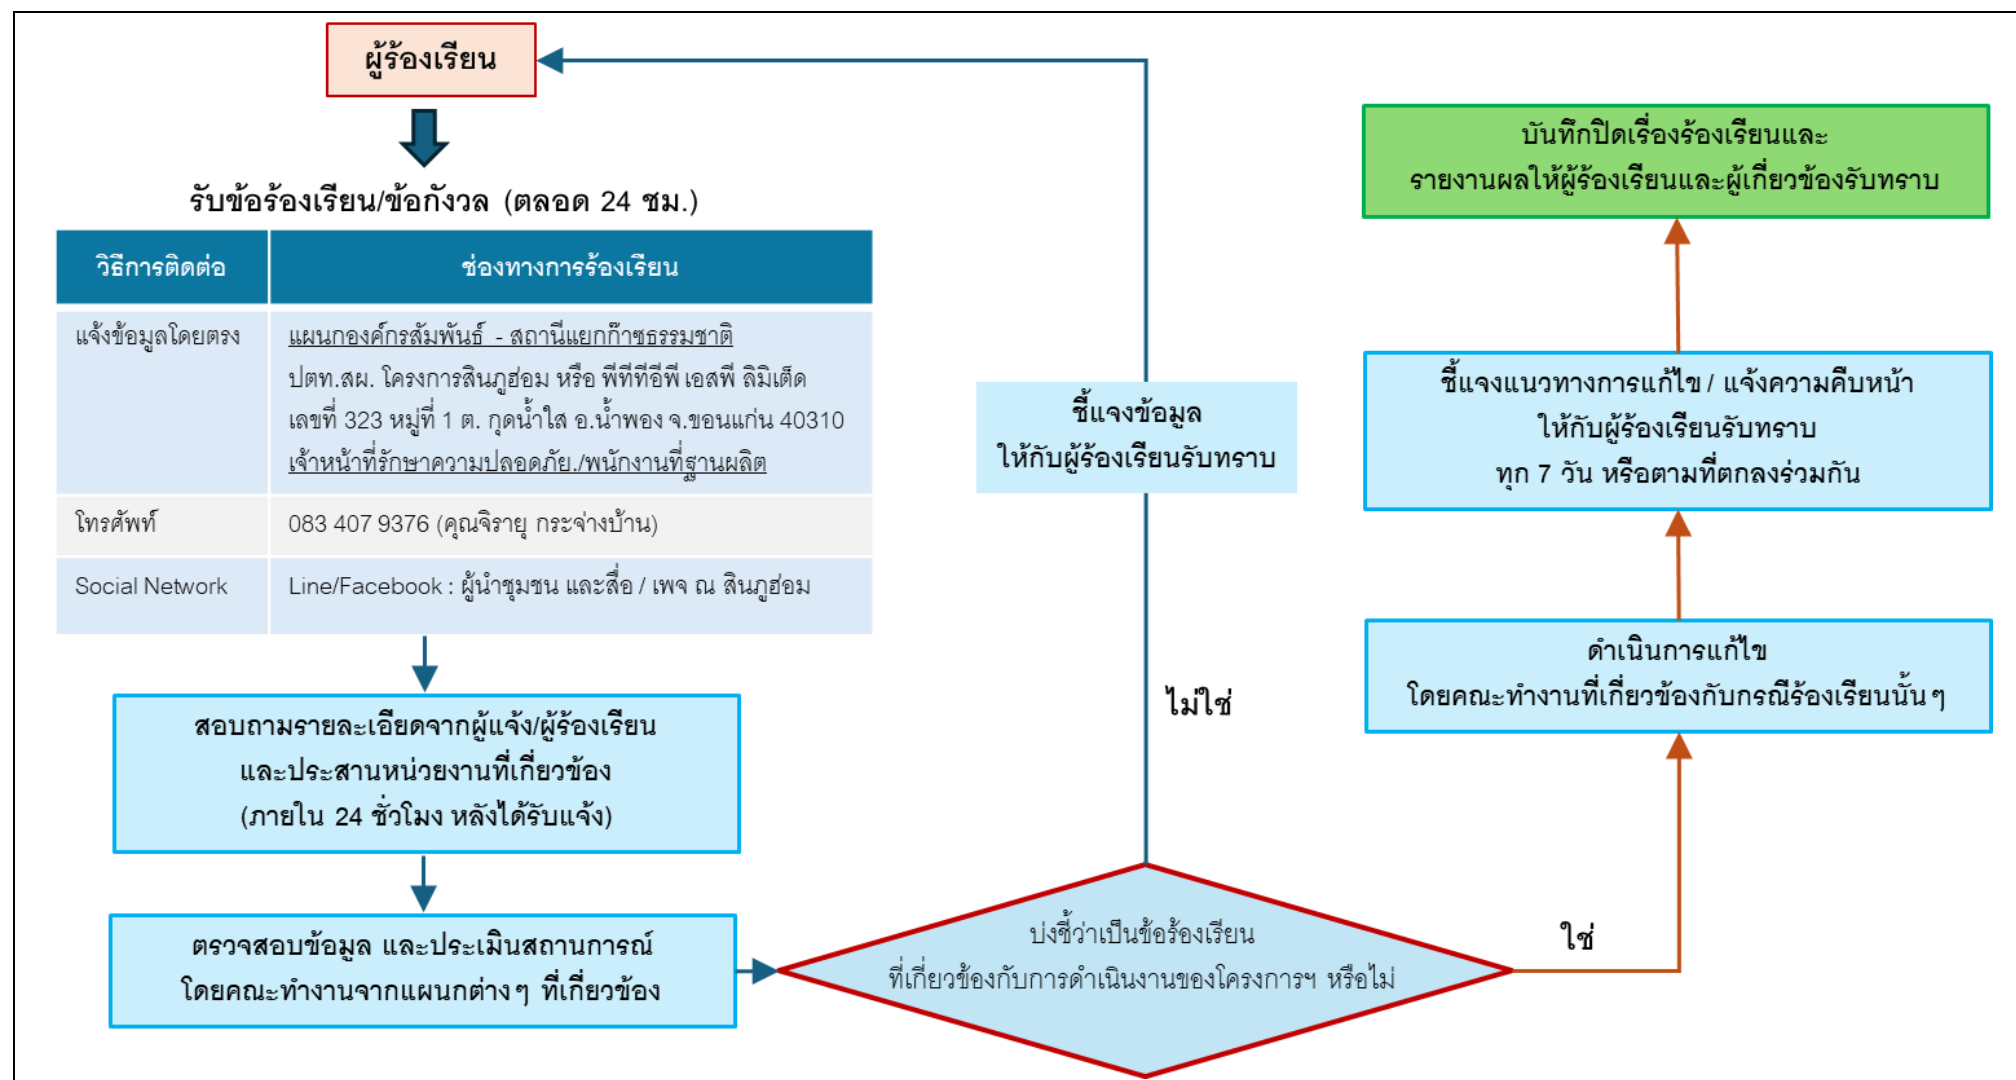 ผู้ร้องเรียน
รับข้อร้องเรียน/ข้อกังวล (ตลอด 24 ชม.)
วิธีการติดต่อ
ช่องทางการร้องเรียน
แจ้งข้อมูลโดยตรง
แผนกองค์กรสัมพันธ์ - สถานีแยกก๊าซธรรมชาติ
ปตท.สผ. โครงการสินภูฮ่อม หรือ พีทีทีอีพี เอสพี ลิมิเต็ด
เลขที่ 323 หมู่ที่ 1 ต. กุดน้ำใส อ.น้ำพอง จ.ขอนแก่น 40310
เจ้าหน้าที่รักษาความปลอดภัย./พนักงานที่ฐานผลิต
โทรศัพท์
083 407 9376 (คุณจิรายุ กระจ่างบ้าน)
Social Network
Line/Facebook : ผู้นำชุมชน และสื่อ / เพจ ณ สินภูฮ่อม
สอบถามรายละเอียดจากผู้แจ้ง/ผู้ร้องเรียน
และประสานหน่วยงานที่เกี่ยวข้อง
(ภายใน 24 ชั่วโมง หลังได้รับแจ้ง)
ตรวจสอบข้อมูล และประเมินสถานการณ์
โดยคณะทำงานจากแผนกต่างๆ ที่เกี่ยวข้อง
บ่งชี้ว่าเป็นข้อร้องเรียน
ที่เกี่ยวข้องกับการดำเนินงานของโครงการฯ หรือไม่
ไม่ใช่
ชี้แจงข้อมูล
ให้กับผู้ร้องเรียนรับทราบ
ใช่
ดำเนินการแก้ไข
โดยคณะทำงานที่เกี่ยวข้องกับกรณีร้องเรียนนั้นๆ
ชี้แจงแนวทางการแก้ไข / แจ้งความคืบหน้า
ให้กับผู้ร้องเรียนรับทราบ
ทุก 7 วัน หรือตามที่ตกลงร่วมกัน
บันทึกปิดเรื่องร้องเรียนและ
รายงานผลให้ผู้ร้องเรียนและผู้เกี่ยวข้องรับทราบ